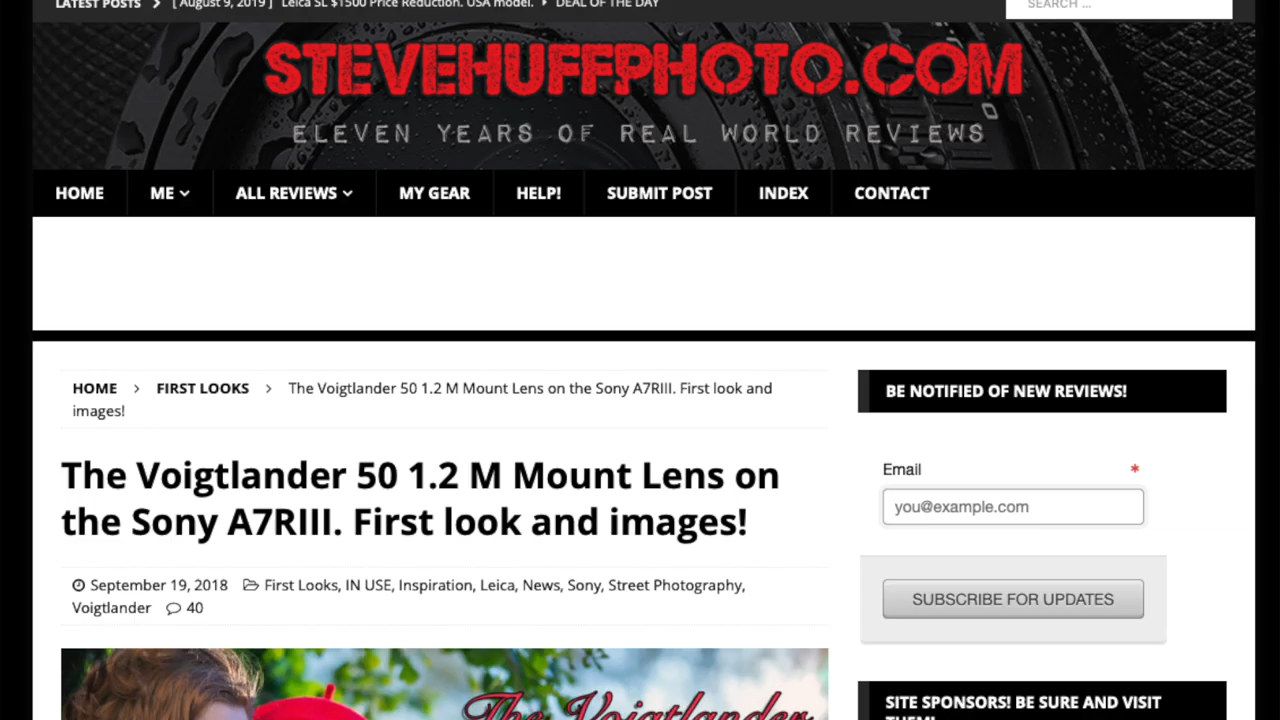 LATEST POSTS > [ August 9, 2019 ] Leica SL $1500 Price Reduction. USA model. DEAL OF THE DAY
SEARCH ...
STEVEHUFFPHOTO.COM
ELEVEN YEARS OF REAL WORLD REVIEWS
HOME ME ALL REVIEWS MY GEAR HELP! SUBMIT POST INDEX CONTACT
HOME > FIRST LOOKS > The Voigtlander 50 1.2 M Mount Lens on the Sony A7RIII. First look and
images!
The Voigtlander 50 1.2 M Mount Lens on
the Sony A7RIII. First look and images!
September 19, 2018 First Looks, IN USE, Inspiration, Leica, News, Sony, Street Photography,
Voigtlander 40
The Voigtlander
BE NOTIFIED OF NEW REVIEWS!
Email *
you@example.com
SUBSCRIBE FOR UPDATES
SITE SPONSORS! BE SURE AND VISIT
THEM!